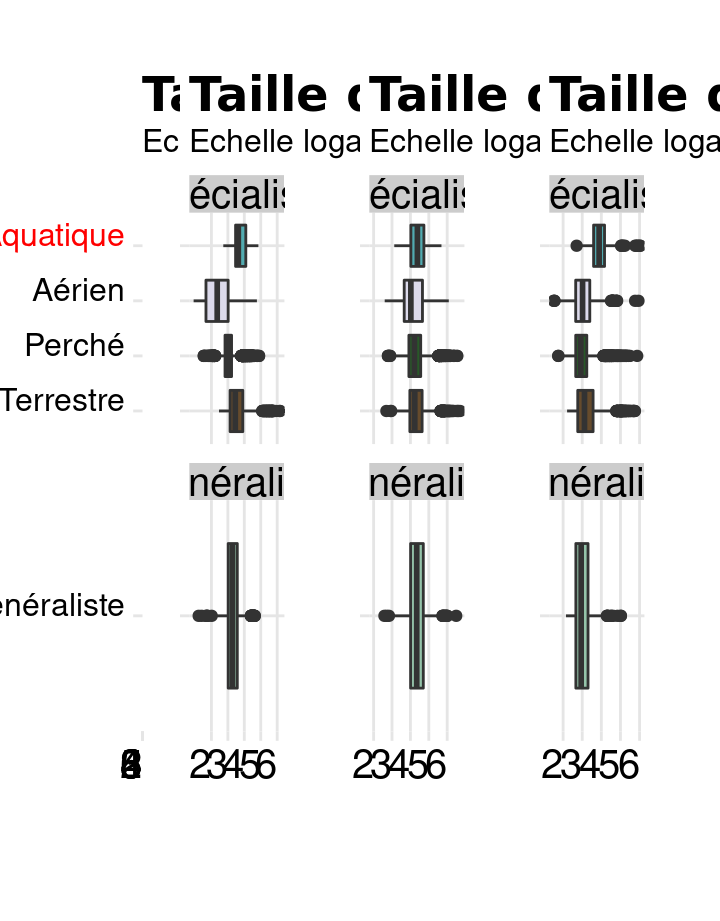 Ta Taille d Taille d Taille d
Ec Echelle loga Echelle loga Echelle loga
écialis écialis écialis
quatique
Aérien
Perché
Terrestre
nérali nérali nérali
énéraliste
23456 23456 23456